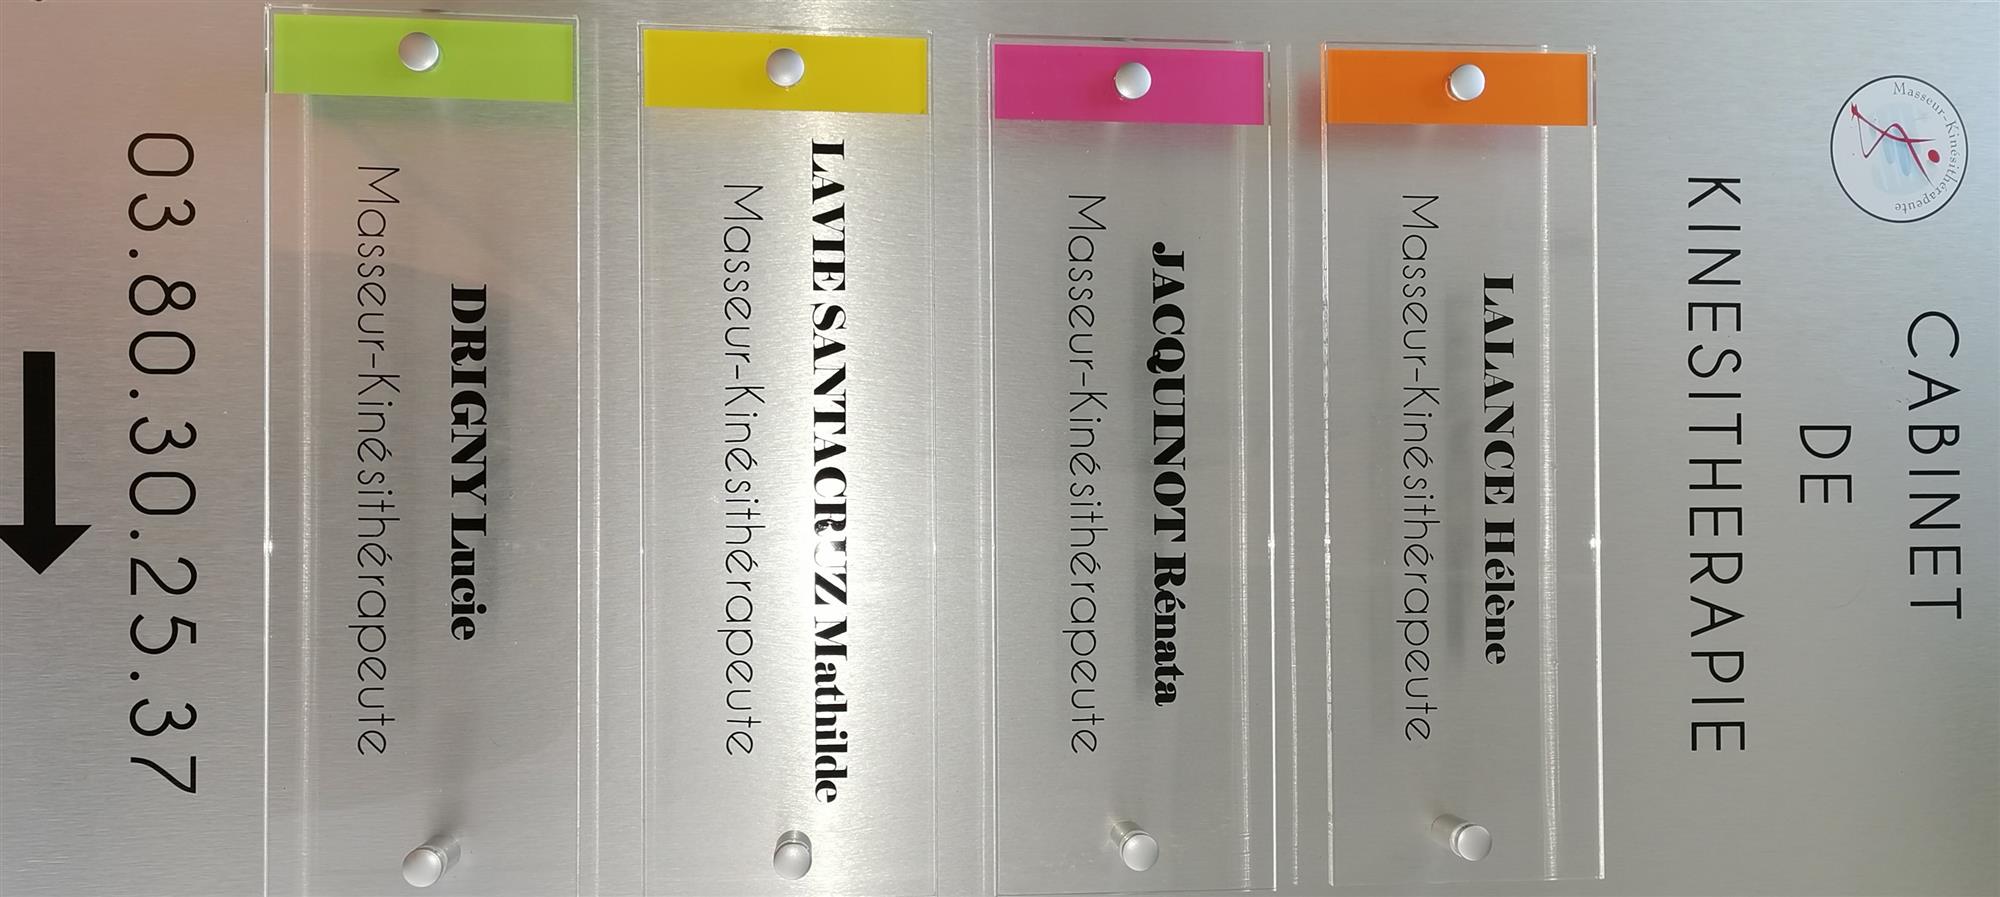 Masseur-Kinésithérapeute
CABINET
DE
KINESITHERAPIE
LALANCE Hélène
Masseur-Kinésithérapeute
JACQUINOT Rénata
Masseur-Kinésithérapeute
LAVIE SANTACRUZ Mathilde
Masseur-Kinésithérapeute
DRIGNY Lucie
Masseur-Kinésithérapeute
03.80.30.25.37